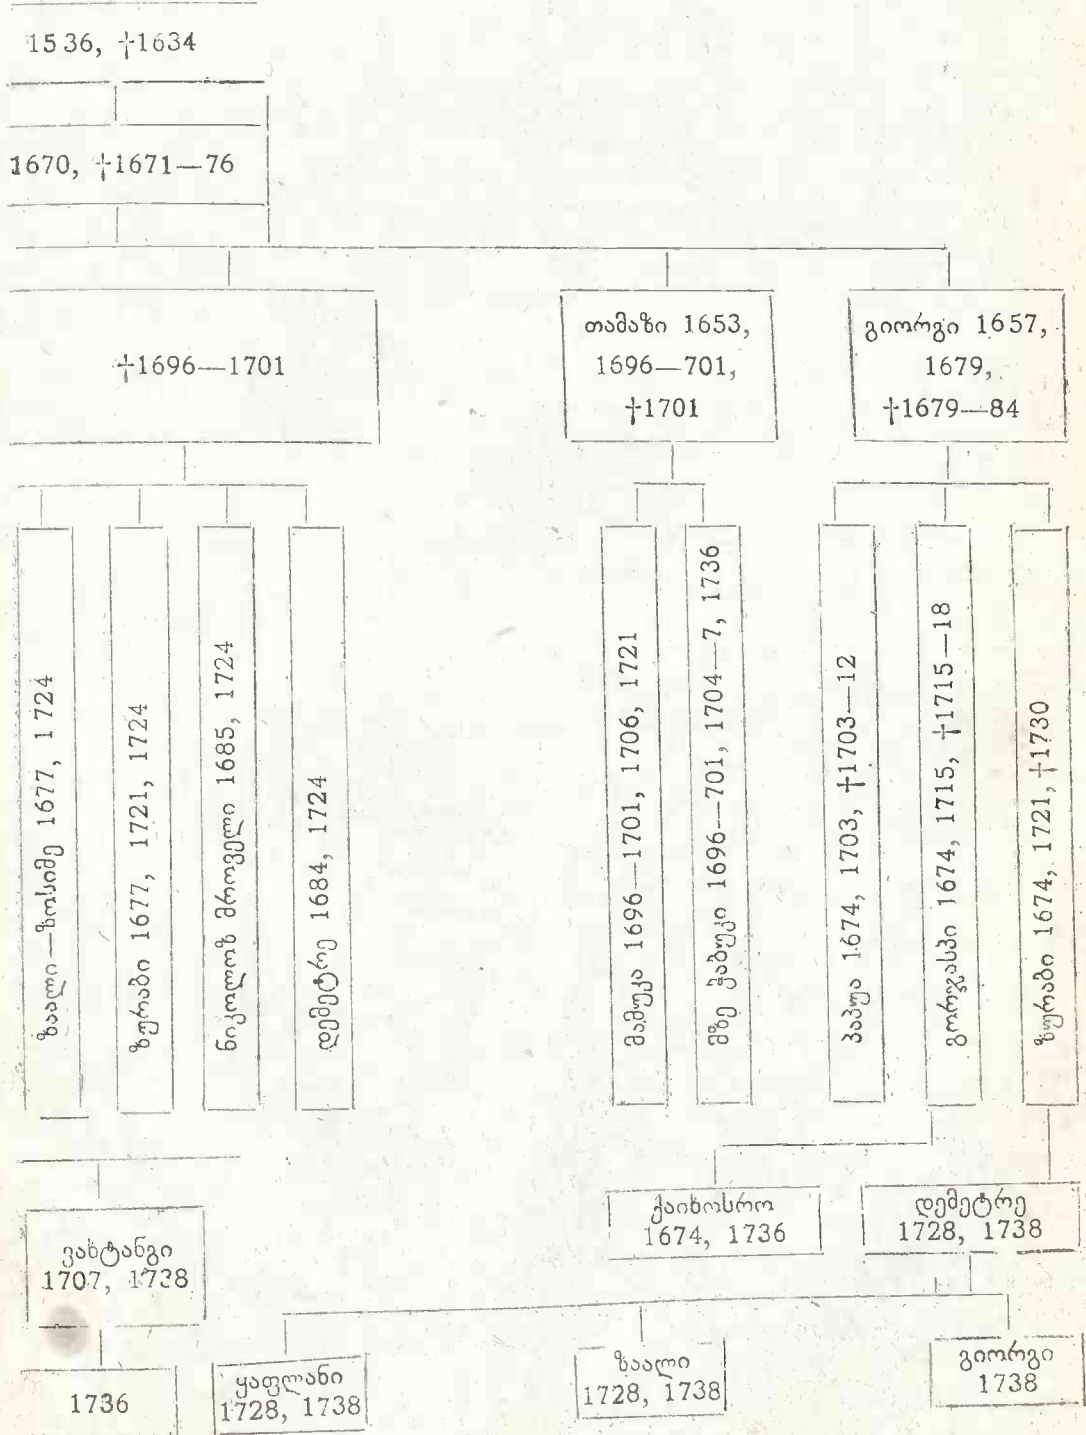 1536, †1634
1670, †1671—76
†1696—1701
თამაზი 1653,
1696—701,
†1701
გიორგი 1657,
1679,
†1679—84
ზაალი—ზოსიმე 1677, 1724
ზურაბი 1677, 1721, 1724
ნიკოლოზ მროველი 1685, 1724
დემეტრე 1684, 1724
მამუკა 1696—1701, 1706, 1721
მზე ჭაბუკი 1696—701, 1704—7, 1736
პაპუა 1674, 1703, †1703—12
გორჯასპი 1674, 1715, †1715—18
ზურაბი 1674, 1721, †1730
ქაიხოსრო
1674, 1736
დემეტრე
1728, 1738
ვახტანგი
1707, 1738
1736
ყაფლანი
1728, 1738
ზაალი
1728, 1738
გიორგი
1738